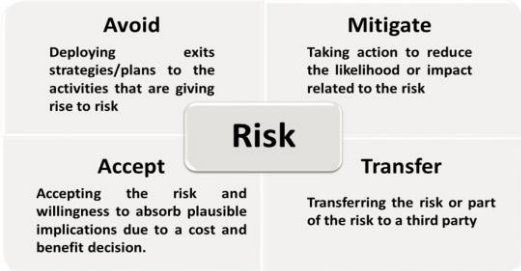 Avoid
Deploying exits
strategies/plans to the
activities that are giving
rise to risk
Mitigate
Taking action to reduce
the likelihood or impact
related to the risk
Risk
Accept
Accepting the risk and
willingness to absorb plausible
implications due to a cost and
benefit decision.
Transfer
Transferring the risk or part
of the risk to a third party